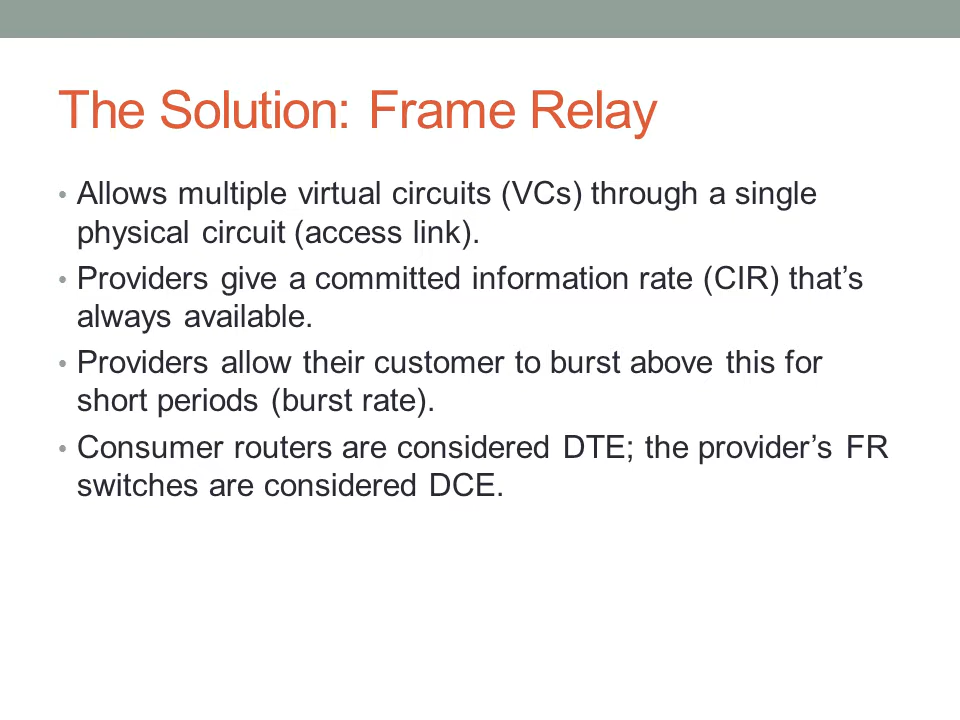 The Solution: Frame Relay
• Allows multiple virtual circuits (VCs) through a single
physical circuit (access link).
• Providers give a committed information rate (CIR) that’s
always available.
• Providers allow their customer to burst above this for
short periods (burst rate).
• Consumer routers are considered DTE; the provider’s FR
switches are considered DCE.